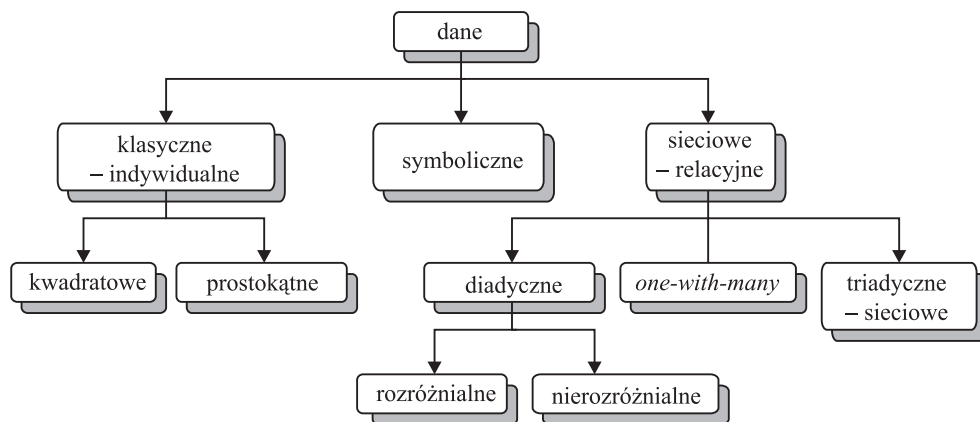 dane
klasyczne
– indywidualne
symboliczne
sieciowe
– relacyjne
kwadratowe
prostokątne
diadyczne
one-with-many
triadyczne
– sieciowe
rozróżnialne
nierozróżnialne